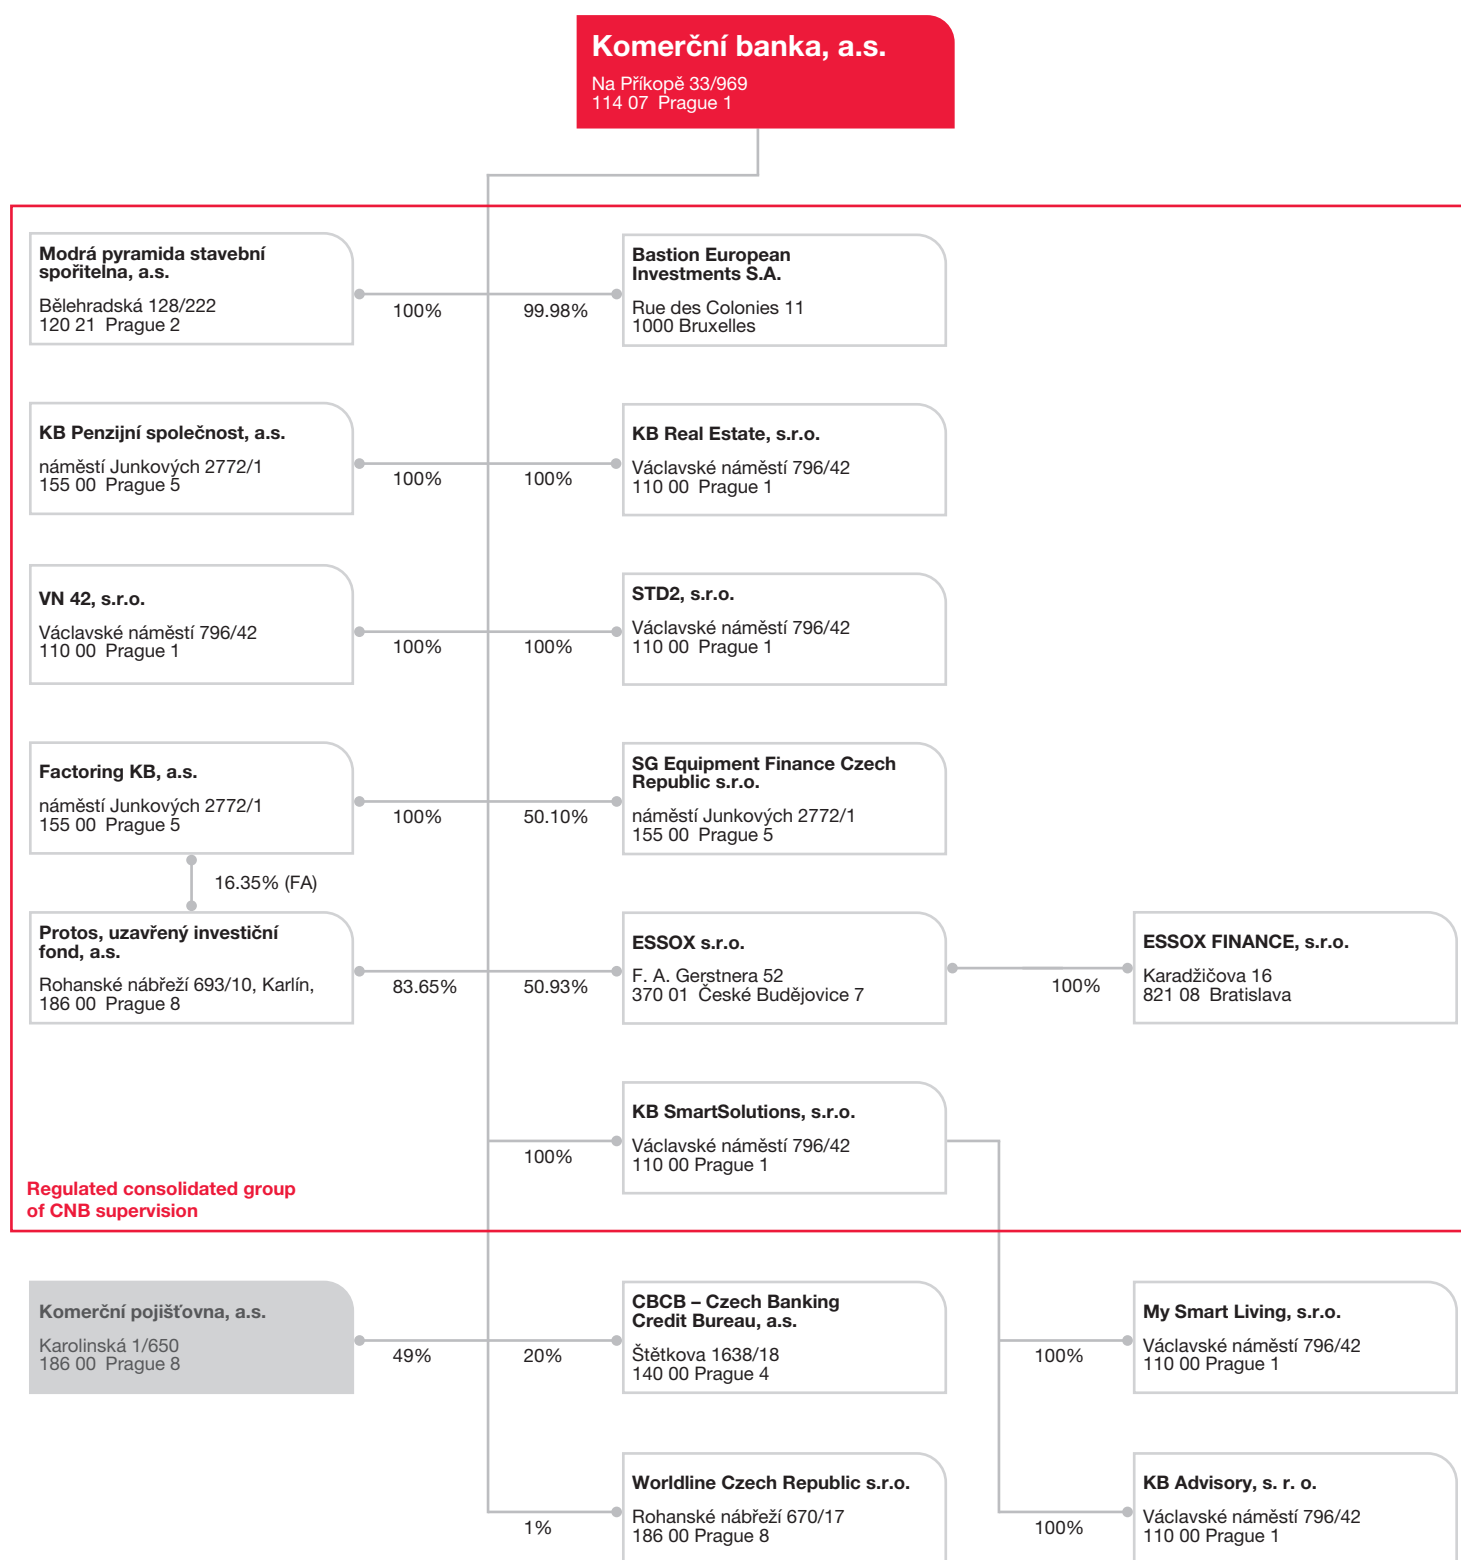 Komerční banka, a.s.
Na Příkopě 33/969
114 07 Prague 1
Modrá pyramida stavební
spořitelna, a.s.
Bělehradská 128/222
120 21 Prague 2
100%
99.98%
Bastion European
Investments S.A.
Rue des Colonies 11
1000 Bruxelles
KB Penzijní společnost, a.s.
náměstí Junkových 2772/1
155 00 Prague 5
100%
100%
KB Real Estate, s.r.o.
Václavské náměstí 796/42
110 00 Prague 1
VN 42, s.r.o.
Václavské náměstí 796/42
110 00 Prague 1
100%
100%
STD2, s.r.o.
Václavské náměstí 796/42
110 00 Prague 1
Factoring KB, a.s.
náměstí Junkových 2772/1
155 00 Prague 5
100%
50.10%
SG Equipment Finance Czech
Republic s.r.o.
náměstí Junkových 2772/1
155 00 Prague 5
16.35% (FA)
Protos, uzavřený investiční
fond, a.s.
Rohanské nábřeží 693/10, Karlín,
186 00 Prague 8
83.65%
50.93%
ESSOX s.r.o.
F. A. Gerstnera 52
370 01 České Budějovice 7
100%
ESSOX FINANCE, s.r.o.
Karadžičova 16
821 08 Bratislava
100%
KB SmartSolutions, s.r.o.
Václavské náměstí 796/42
110 00 Prague 1
Regulated consolidated group
of CNB supervision
Komerční pojišťovna, a.s.
Karolinská 1/650
186 00 Prague 8
49%
20%
CBCB – Czech Banking
Credit Bureau, a.s.
Štětkova 1638/18
140 00 Prague 4
100%
My Smart Living, s.r.o.
Václavské náměstí 796/42
110 00 Prague 1
1%
Worldline Czech Republic s.r.o.
Rohanské nábřeží 670/17
186 00 Prague 8
100%
KB Advisory, s. r. o.
Václavské náměstí 796/42
110 00 Prague 1